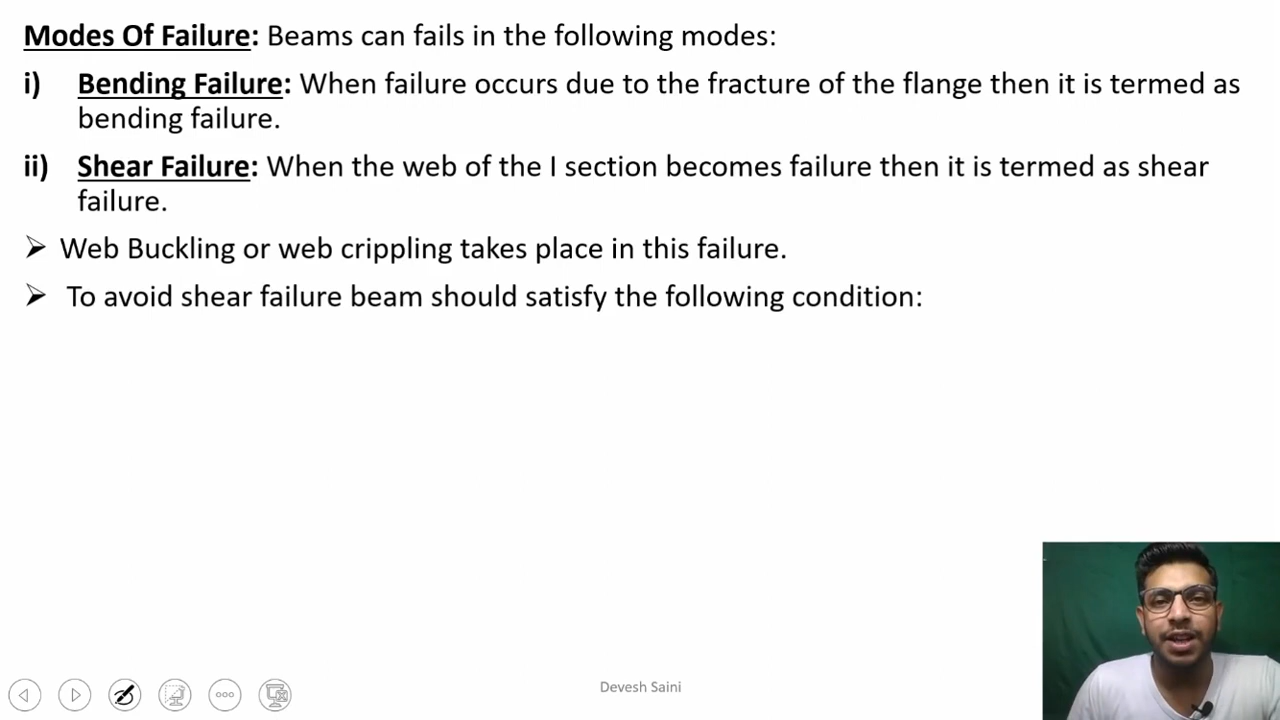 Modes Of Failure: Beams can fails in the following modes:
i) Bending Failure: When failure occurs due to the fracture of the flange then it is termed as
bending failure.
ii) Shear Failure: When the web of the I section becomes failure then it is termed as shear
failure.
➢ Web Buckling or web crippling takes place in this failure.
➢ To avoid shear failure beam should satisfy the following condition:
Devesh Saini